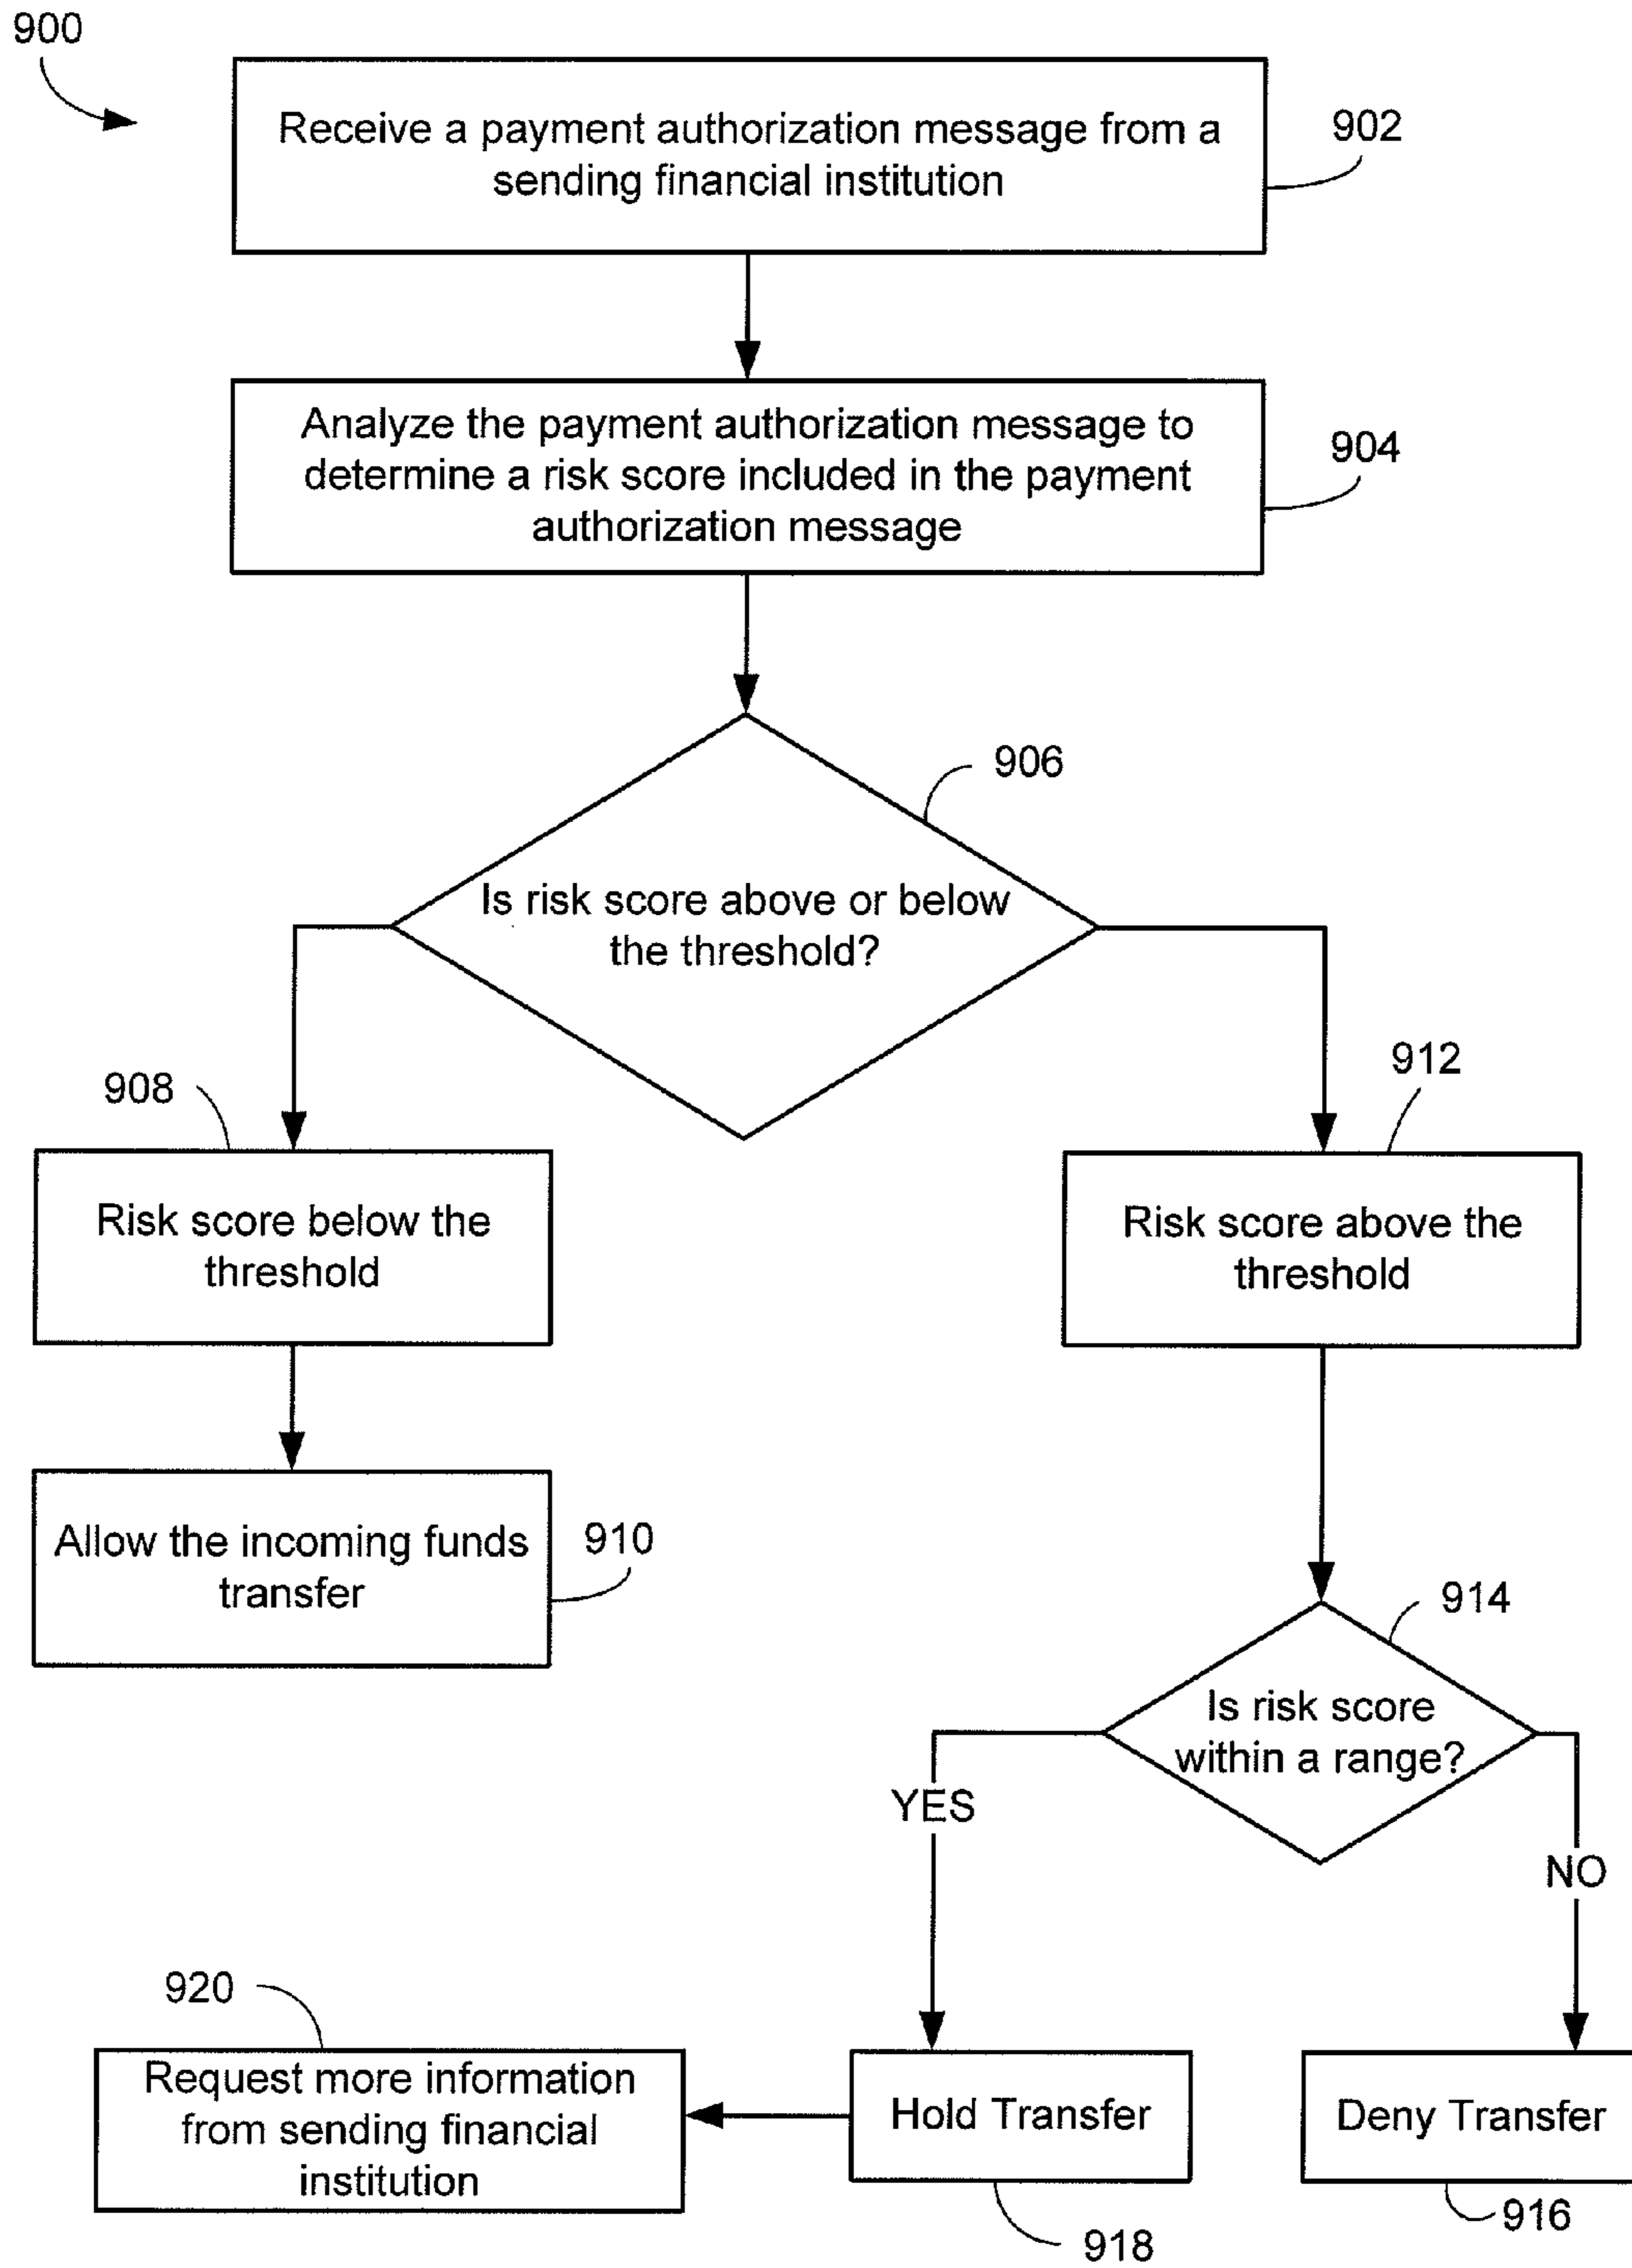 900
Receive a payment authorization message from a
sending financial institution
902
Analyze the payment authorization message to
determine a risk score included in the payment
authorization message
904
906
Is risk score above or below
the threshold?
908
Risk score below the
threshold
912
Risk score above the
threshold
Allow the incoming funds
transfer
910
914
Is risk score
within a range?
YES
NO
920
Request more information
from sending financial
institution
Hold Transfer
918
Deny Transfer
916